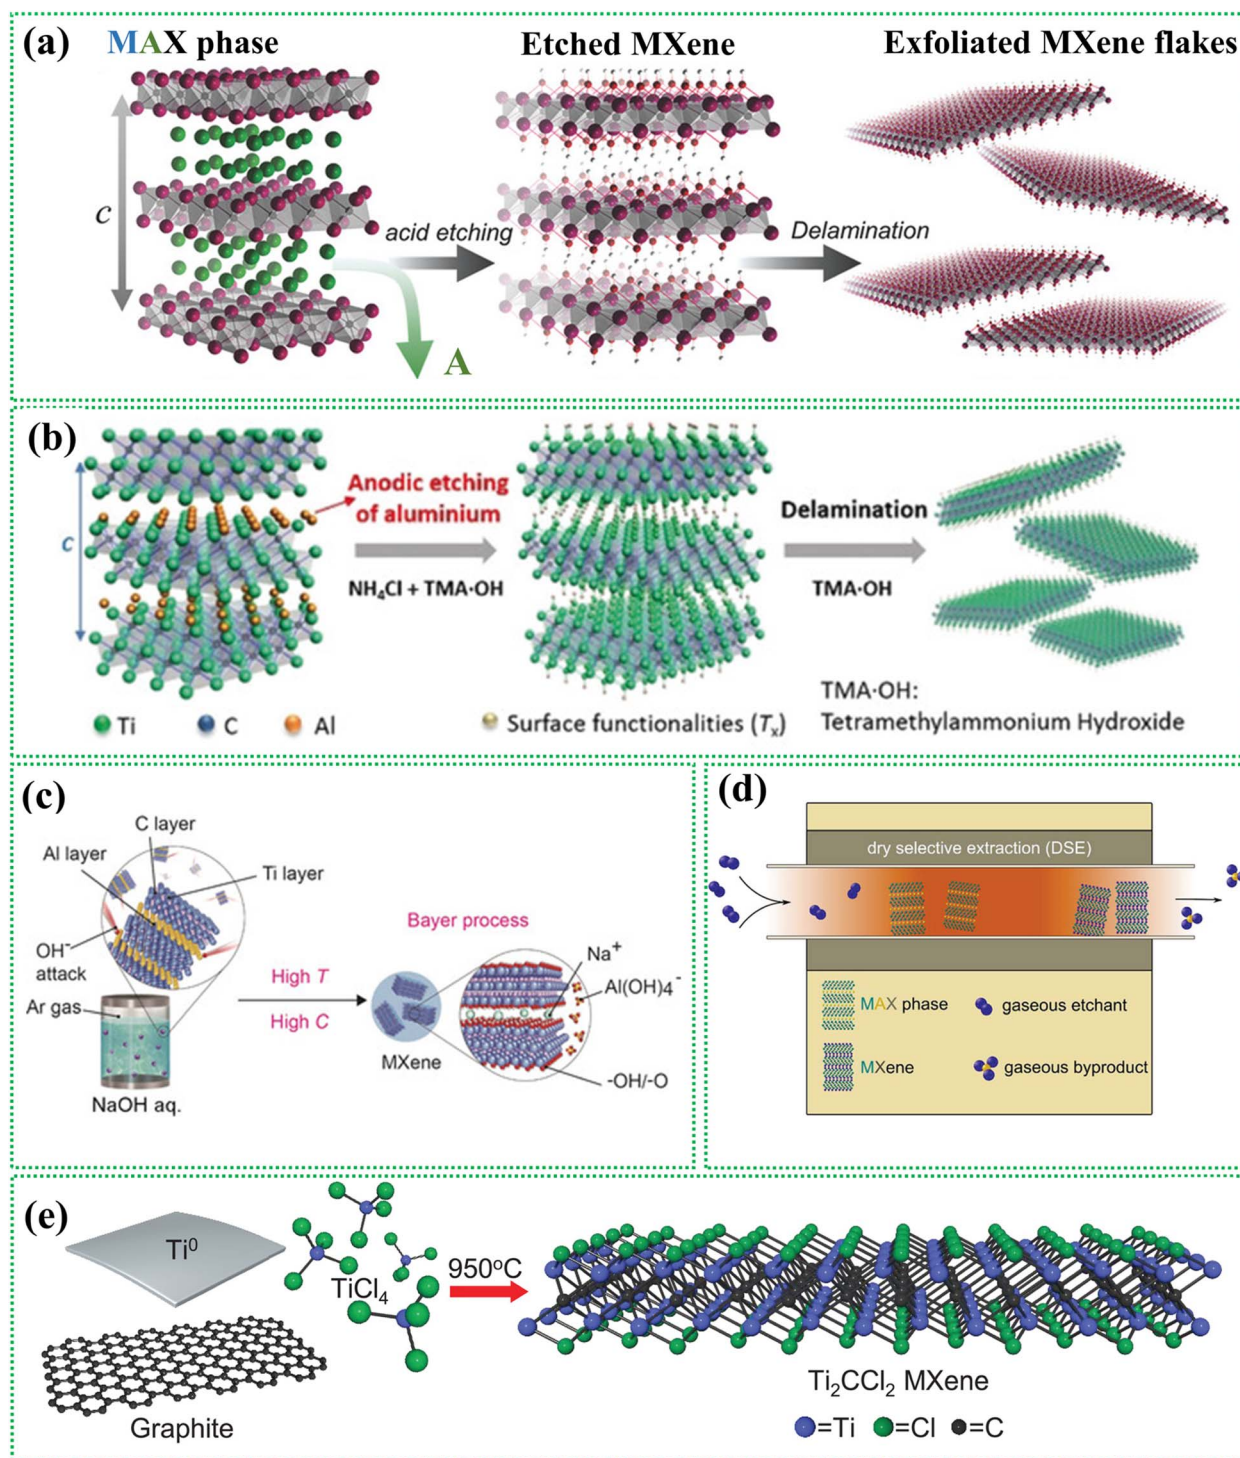 (a)
MAX phase
Etched MXene
Exfoliated MXene flakes
c
acid etching
Delamination
A
(b)
c
Anodic etching
of aluminium
NH₄Cl + TMA·OH
Delamination
TMA·OH
Ti
C
Al
Surface functionalities (Tₓ)
TMA·OH:
Tetramethylammonium Hydroxide
(c)
C layer
Al layer
Ti layer
OH⁻
attack
Ar gas
NaOH aq.
High T
High C
Bayer process
MXene
Na⁺
Al(OH)₄⁻
-OH/-O
(d)
dry selective extraction (DSE)
MAX phase
gaseous etchant
MXene
gaseous byproduct
(e)
Ti⁰
TiCl₄
950°C
Graphite
Ti₂CCl₂ MXene
=Ti =Cl =C